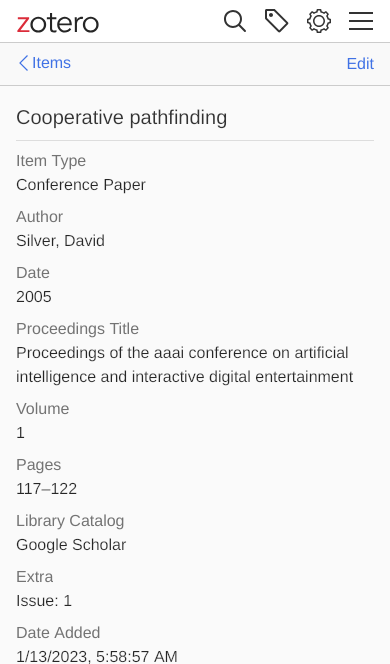 zotero
Items
Edit
Cooperative pathfinding
Item Type
Conference Paper
Author
Silver, David
Date
2005
Proceedings Title
Proceedings of the aaai conference on artificial
intelligence and interactive digital entertainment
Volume
1
Pages
117–122
Library Catalog
Google Scholar
Extra
Issue: 1
Date Added
1/13/2023, 5:58:57 AM